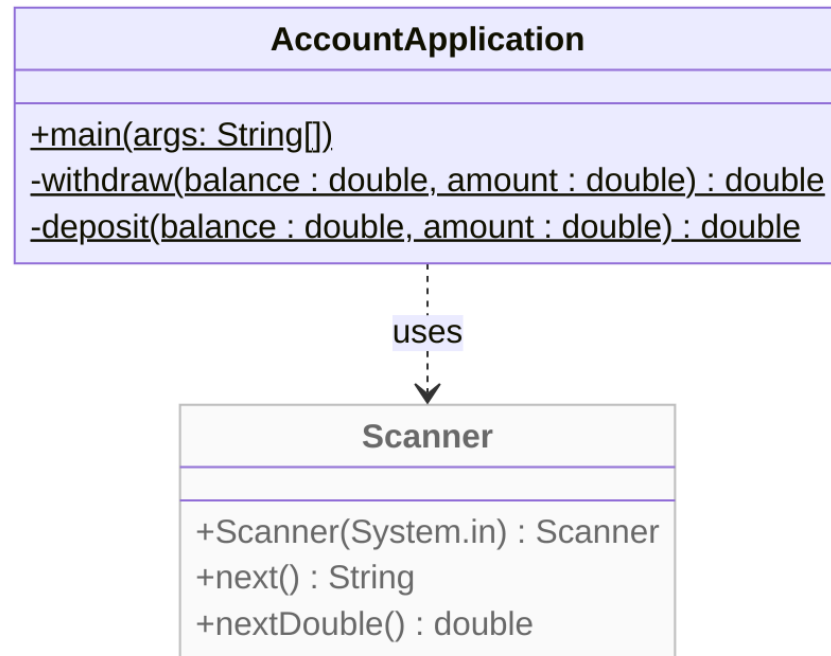 AccountApplication
+main(args: String[])
-withdraw(balance : double, amount : double) : double
-deposit(balance : double, amount : double) : double
uses
Scanner
+Scanner(System.in) : Scanner
+next() : String
+nextDouble() : double